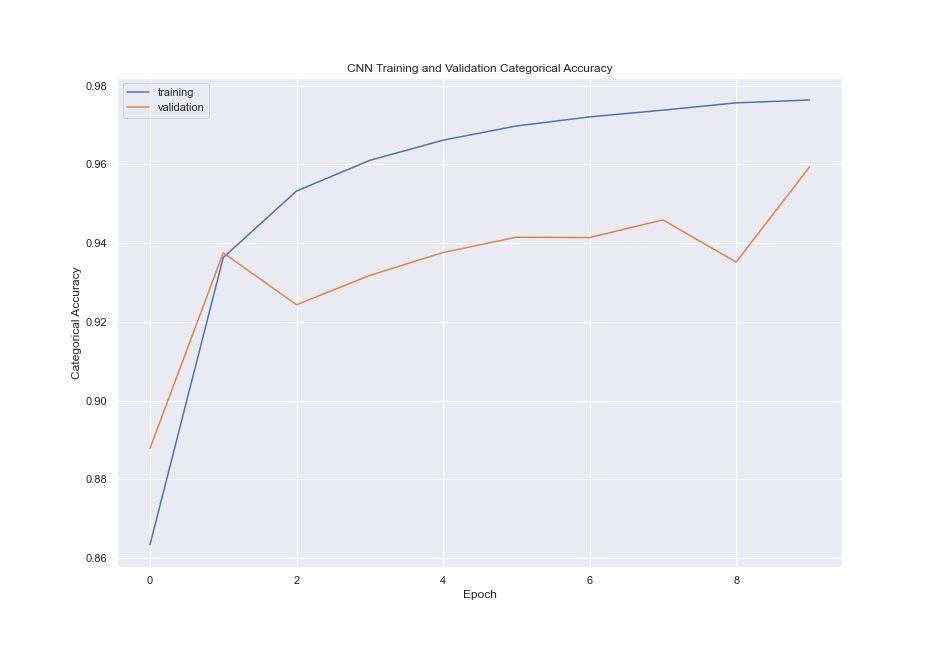 CNN Training and Validation Categorical Accuracy
training
validation
0.98
0.96
0.94
0.92
0.90
0.88
0.86
Categorical Accuracy
0 2 4 6 8
Epoch